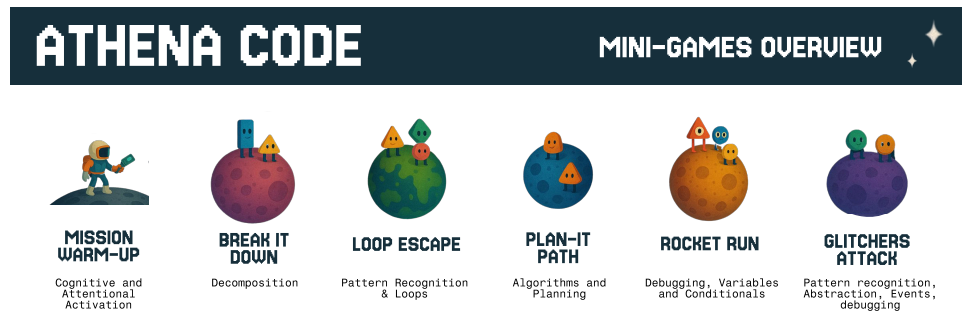 ATHENA CODE
MINI-GAMES OVERVIEW
MISSION
WARM-UP
Cognitive and
Attentional
Activation
BREAK IT
DOWN
Decomposition
LOOP ESCAPE
Pattern Recognition
& Loops
PLAN-IT
PATH
Algorithms and
Planning
ROCKET RUN
Debugging, Variables
and Conditionals
GLITCHERS
ATTACK
Pattern recognition,
Abstraction, Events,
debugging